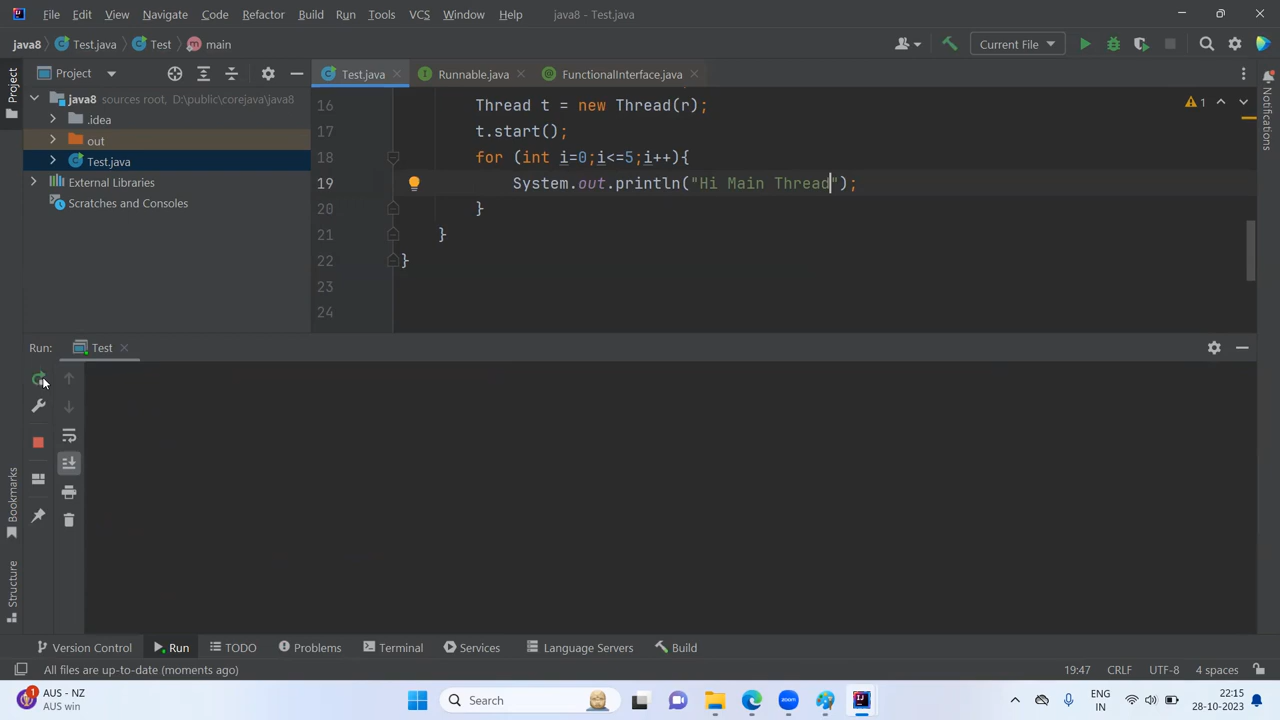 File Edit View Navigate Code Refactor Build Run Tools VCS Window Help java8 - Test.java
java8 Test.java Test main Current File
Project Test.java Runnable.java FunctionalInterface.java
Project
Notifications
java8 sources root, D:\public\corejava\java8
.idea
out
Test.java
External Libraries
Scratches and Consoles
1
16 Thread t = new Thread(r);
17 t.start();
18 for (int i=0;i<=5;i++){
19 System.out.println("Hi Main Thread");
20 }
21 }
22 }
23
24
Run: Test
Bookmarks
Structure
Version Control Run TODO Problems Terminal Services Language Servers Build
All files are up-to-date (moments ago) 19:47 CRLF UTF-8 4 spaces
1 AUS - NZ
AUS win
Search
ENG
IN
22:15
28-10-2023